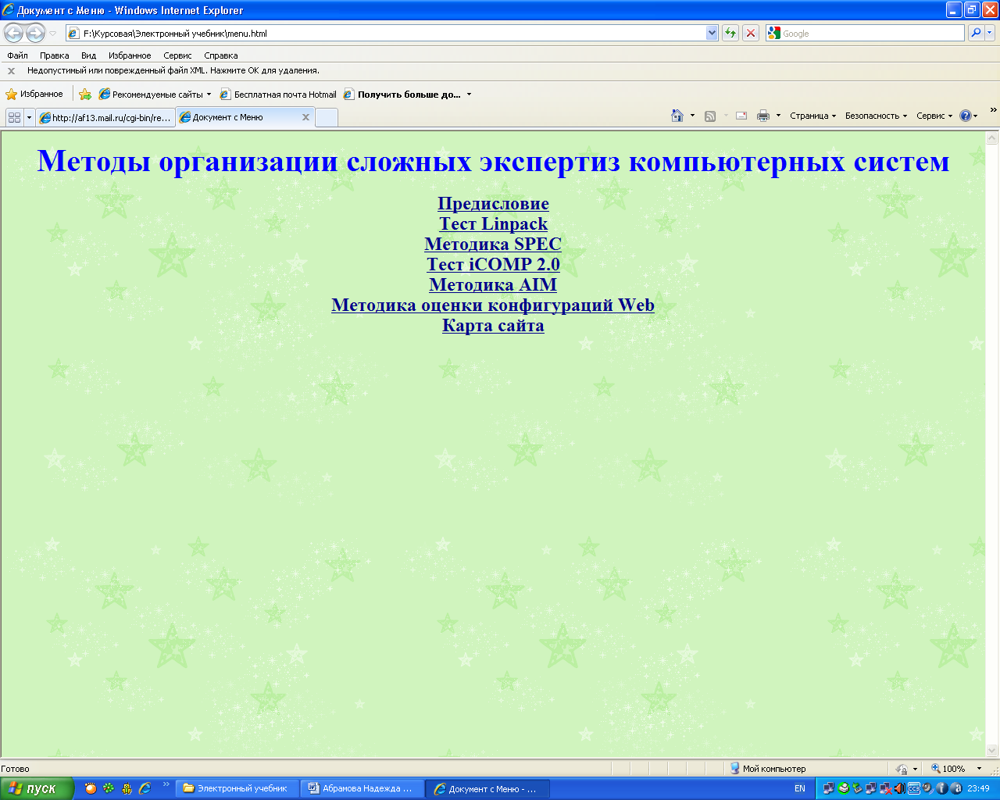 Документ с Меню - Windows Internet Explorer
F:\Курсовая\Электронный учебник\menu.html
Google
Файл Правка Вид Избранное Сервис Справка
Недопустимый или поврежденный файл XML. Нажмите ОК для удаления.
Избранное Рекомендуемые сайты Бесплатная почта Hotmail Получить больше до...
http://af13.mail.ru/cgi-bin/re... Документ с Меню Страница Безопасность Сервис
Методы организации сложных экспертиз компьютерных систем
Предисловие
Тест Linpack
Методика SPEC
Тест iCOMP 2.0
Методика AIM
Методика оценки конфигураций Web
Карта сайта
Готово Мой компьютер 100%
пуск Электронный учебник Абрамова Надежда ... Документ с Меню - ... EN 23:49